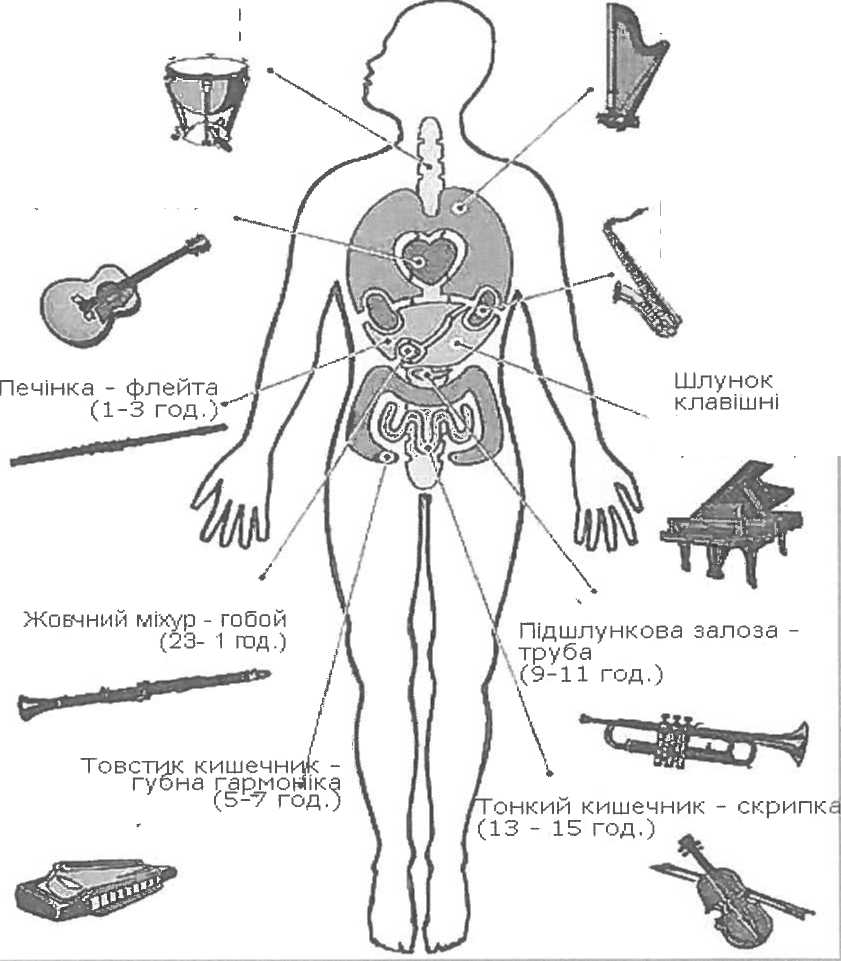 Печінка – флейта
(1-3 год.)
Шлунок
клавішні
Жовчний міхур - гобой
(23- 1 год.)
Підшлункова залоза –
труба
(9-11 год.)
Товстик кишечник –
губна гармоніка
(5-7 год.)
Тонкий кишечник – скрипка
(13 - 15 год.)